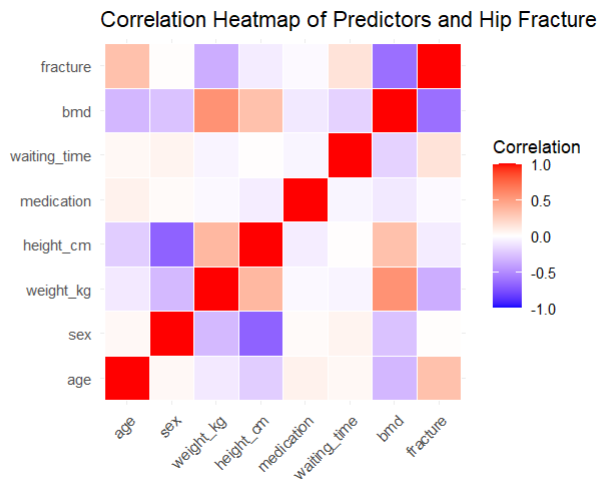 Correlation Heatmap of Predictors and Hip Fracture
fracture
bmd
waiting_time
medication
height_cm
weight_kg
sex
age
age
sex
weight_kg
height_cm
medication
waiting_time
bmd
fracture
Correlation
1.0
0.5
0.0
-0.5
-1.0